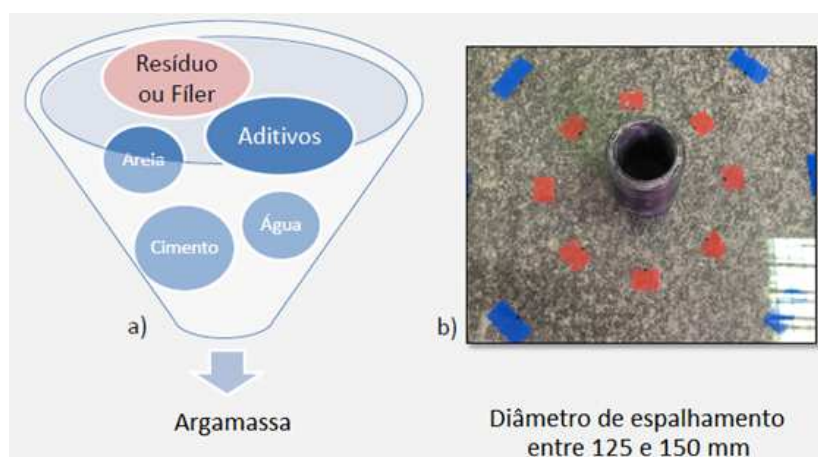 Resíduo
ou Fíler
Aditivos
Areia
Água
Cimento
a)
b)
Argamassa
Diâmetro de espalhamento
entre 125 e 150 mm